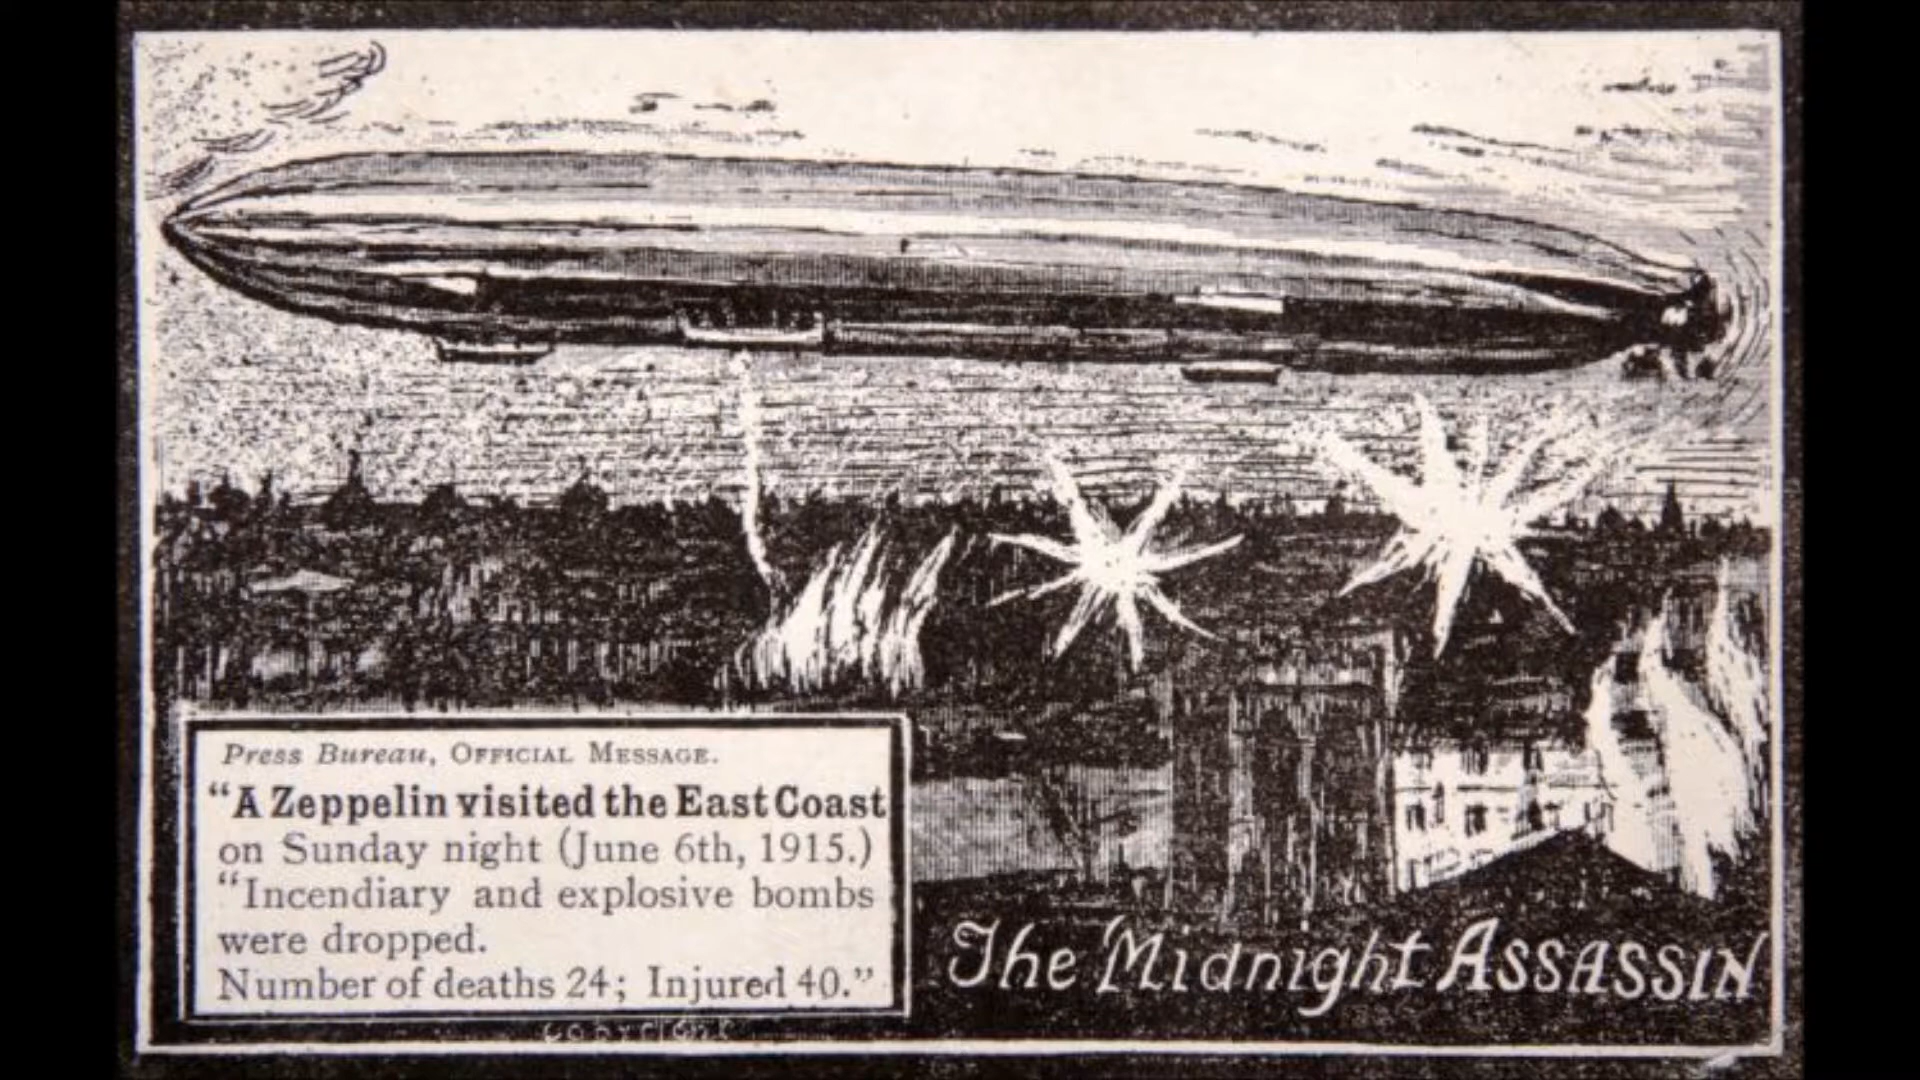 Press Bureau, OFFICIAL MESSAGE.
“A Zeppelin visited the East Coast
on Sunday night (June 6th, 1915.)
“Incendiary and explosive bombs
were dropped.
Number of deaths 24; Injured 40.”
The Midnight ASSASSIN
copyright